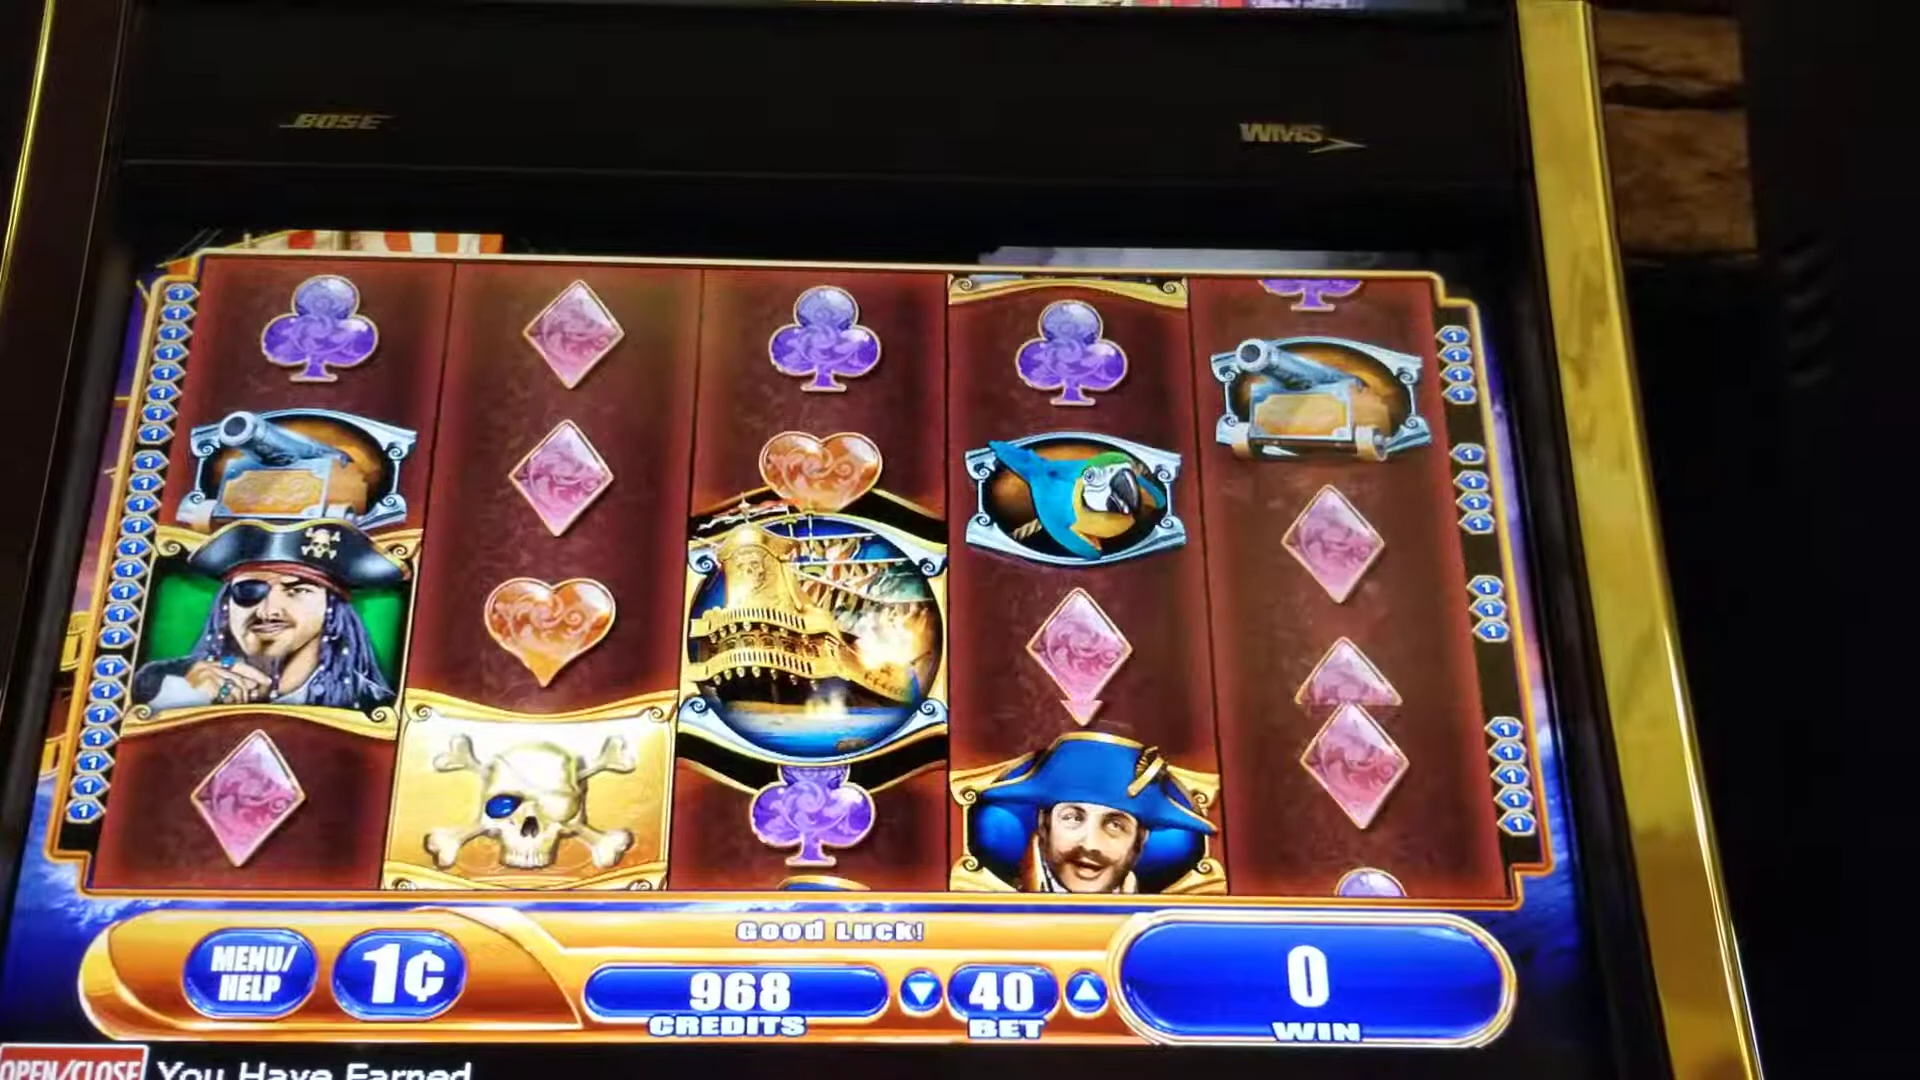 BOSE
WMS
Good Luck!
MENU/
HELP
1¢
968
CREDITS
40
BET
0
WIN
OPEN/CLOSE
You Have Earned